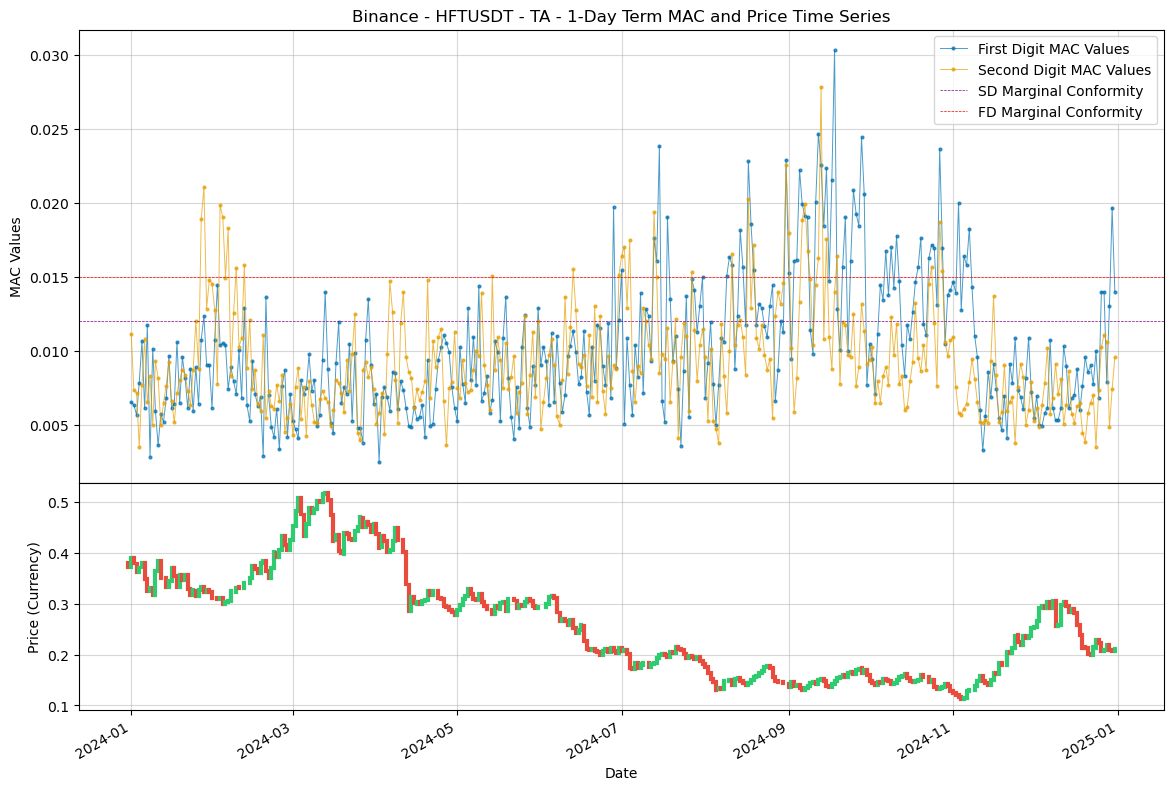 Binance - HFTUSDT - TA - 1-Day Term MAC and Price Time Series
MAC Values
0.030
0.025
0.020
0.015
0.010
0.005
First Digit MAC Values
Second Digit MAC Values
SD Marginal Conformity
FD Marginal Conformity
Price (Currency)
0.5
0.4
0.3
0.2
0.1
2024-01
2024-03
2024-05
2024-07
2024-09
2024-11
2025-01
Date